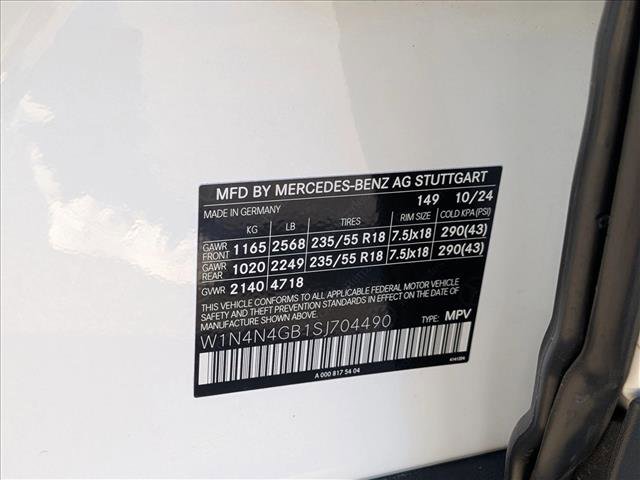 MFD BY MERCEDES-BENZ AG STUTTGART
149 10/24
MADE IN GERMANY
KG LB TIRES RIM SIZE COLD KPA(PSI)
GAWR FRONT 1165 2568 235/55 R18 7.5Jx18 290(43)
GAWR REAR 1020 2249 235/55 R18 7.5Jx18 290(43)
GVWR 2140 4718
THIS VEHICLE CONFORMS TO ALL APPLICABLE FEDERAL MOTOR VEHICLE
SAFETY AND THEFT PREVENTION STANDARDS IN EFFECT ON THE DATE
OF MANUFACTURE SHOWN ABOVE.
W1N4N4GB1SJ704490 TYPE: MPV
A 000 817 54 04